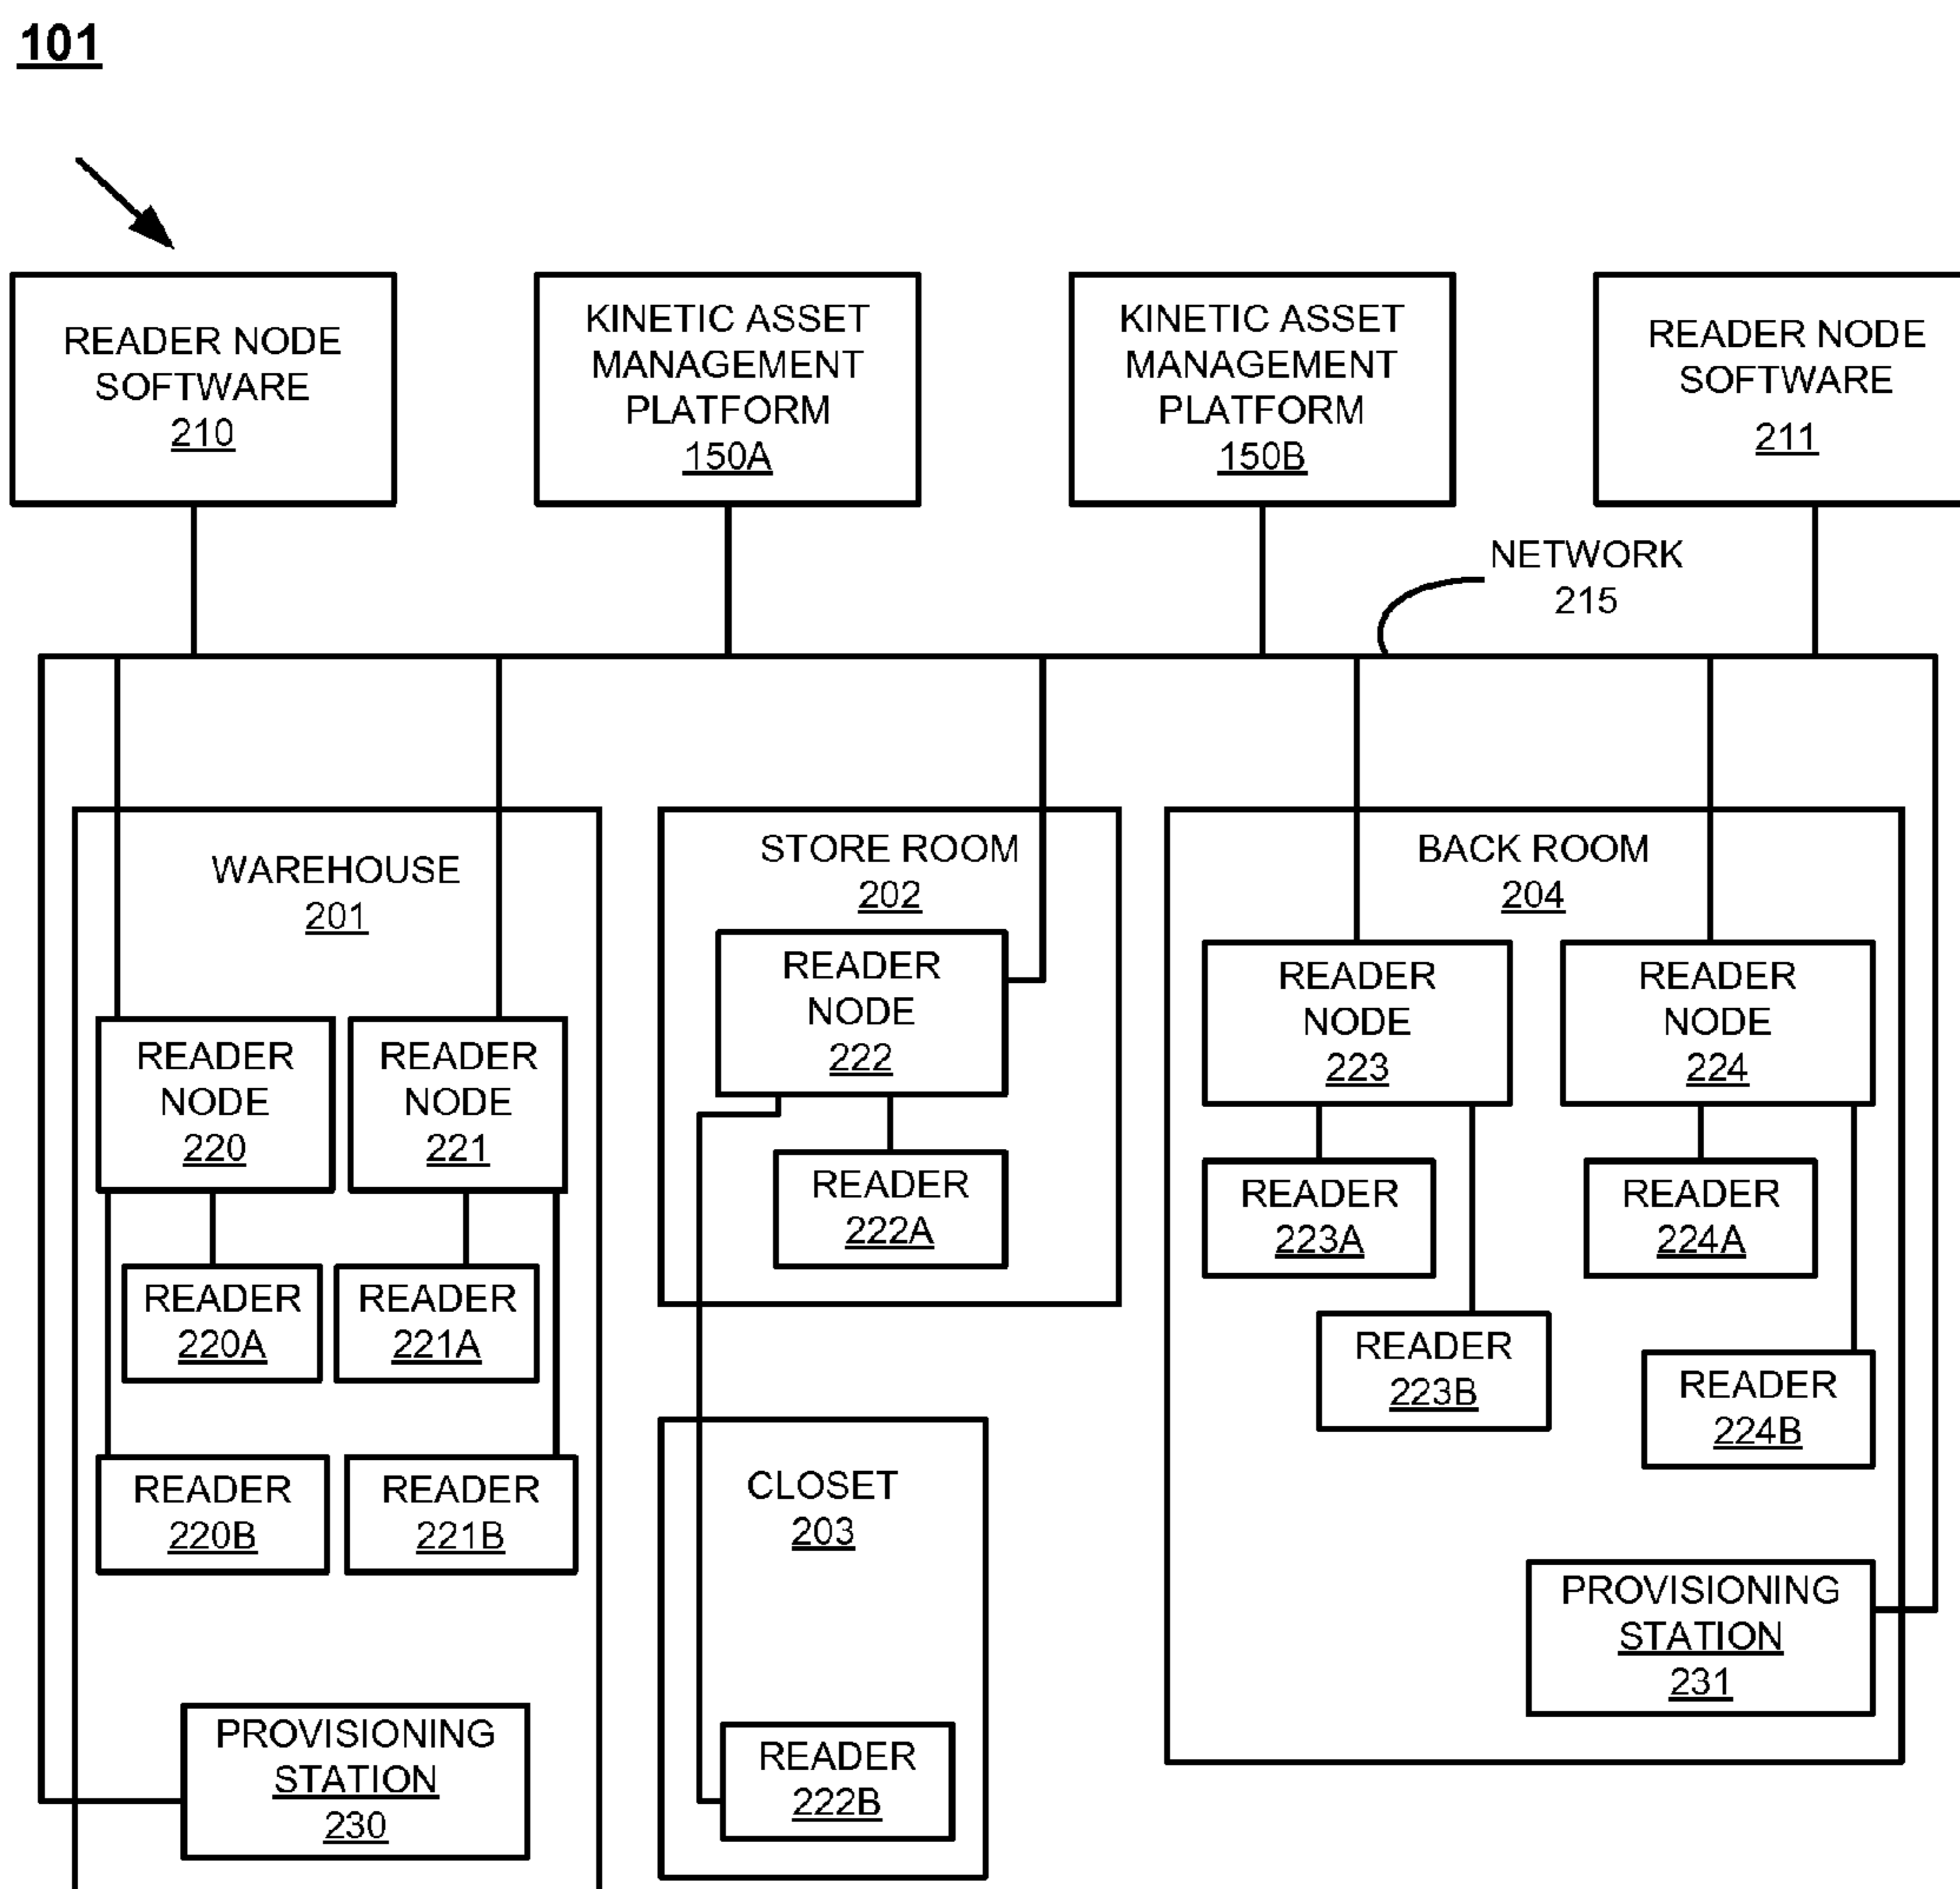 101
READER NODE
SOFTWARE
210
KINETIC ASSET
MANAGEMENT
PLATFORM
150A
KINETIC ASSET
MANAGEMENT
PLATFORM
150B
READER NODE
SOFTWARE
211
NETWORK
215
WAREHOUSE
201
READER
NODE
220
READER
NODE
221
READER
220A
READER
221A
READER
220B
READER
221B
PROVISIONING
STATION
230
STORE ROOM
202
READER
NODE
222
READER
222A
CLOSET
203
READER
222B
BACK ROOM
204
READER
NODE
223
READER
NODE
224
READER
223A
READER
224A
READER
223B
READER
224B
PROVISIONING
STATION
231